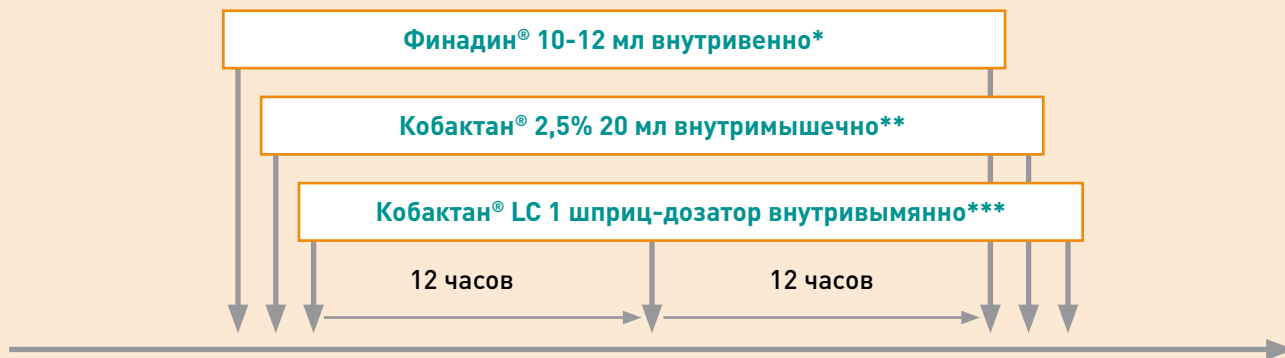 Финадин® 10-12 мл внутривенно*
Кобактан® 2,5% 20 мл внутримышечно**
Кобактан® LC 1 шприц-дозатор внутривымянно***
12 часов
12 часов